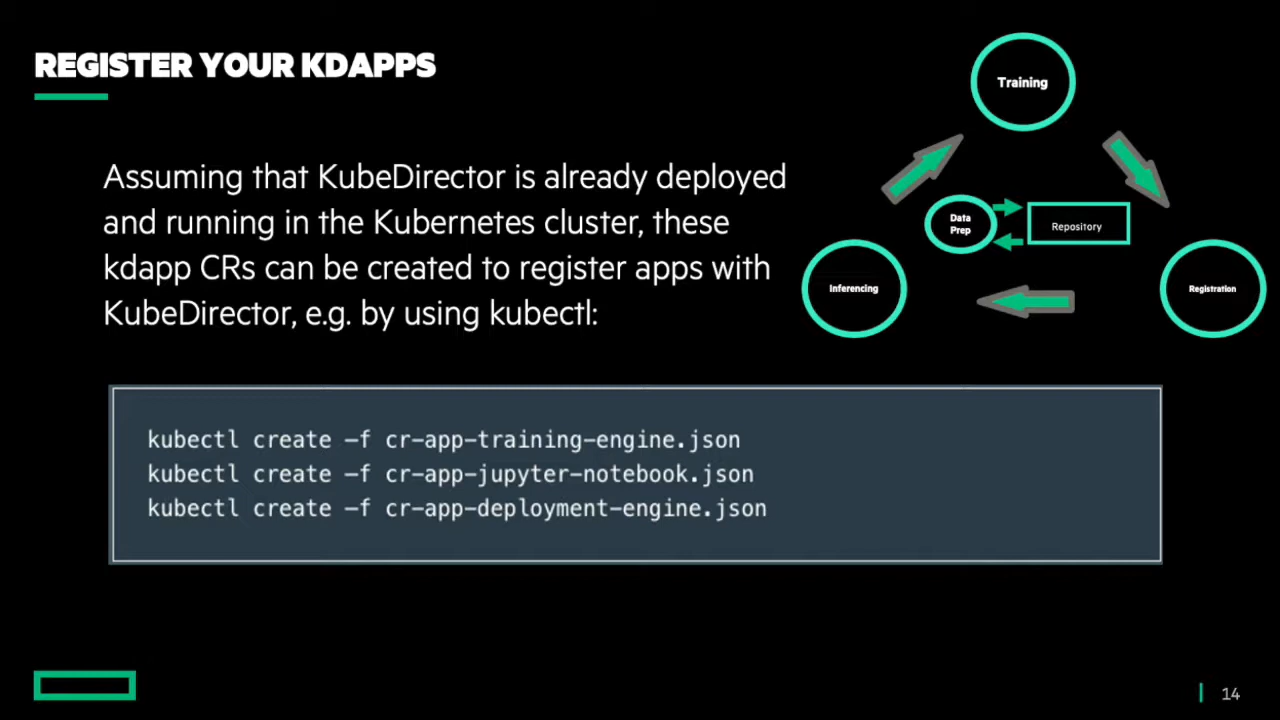 REGISTER YOUR KDAPPS
Training
Assuming that KubeDirector is already deployed
and running in the Kubernetes cluster, these
kdapp CRs can be created to register apps with
KubeDirector, e.g. by using kubectl:
Data
Prep
Repository
Inferencing
Registration
kubectl create -f cr-app-training-engine.json
kubectl create -f cr-app-jupyter-notebook.json
kubectl create -f cr-app-deployment-engine.json
14